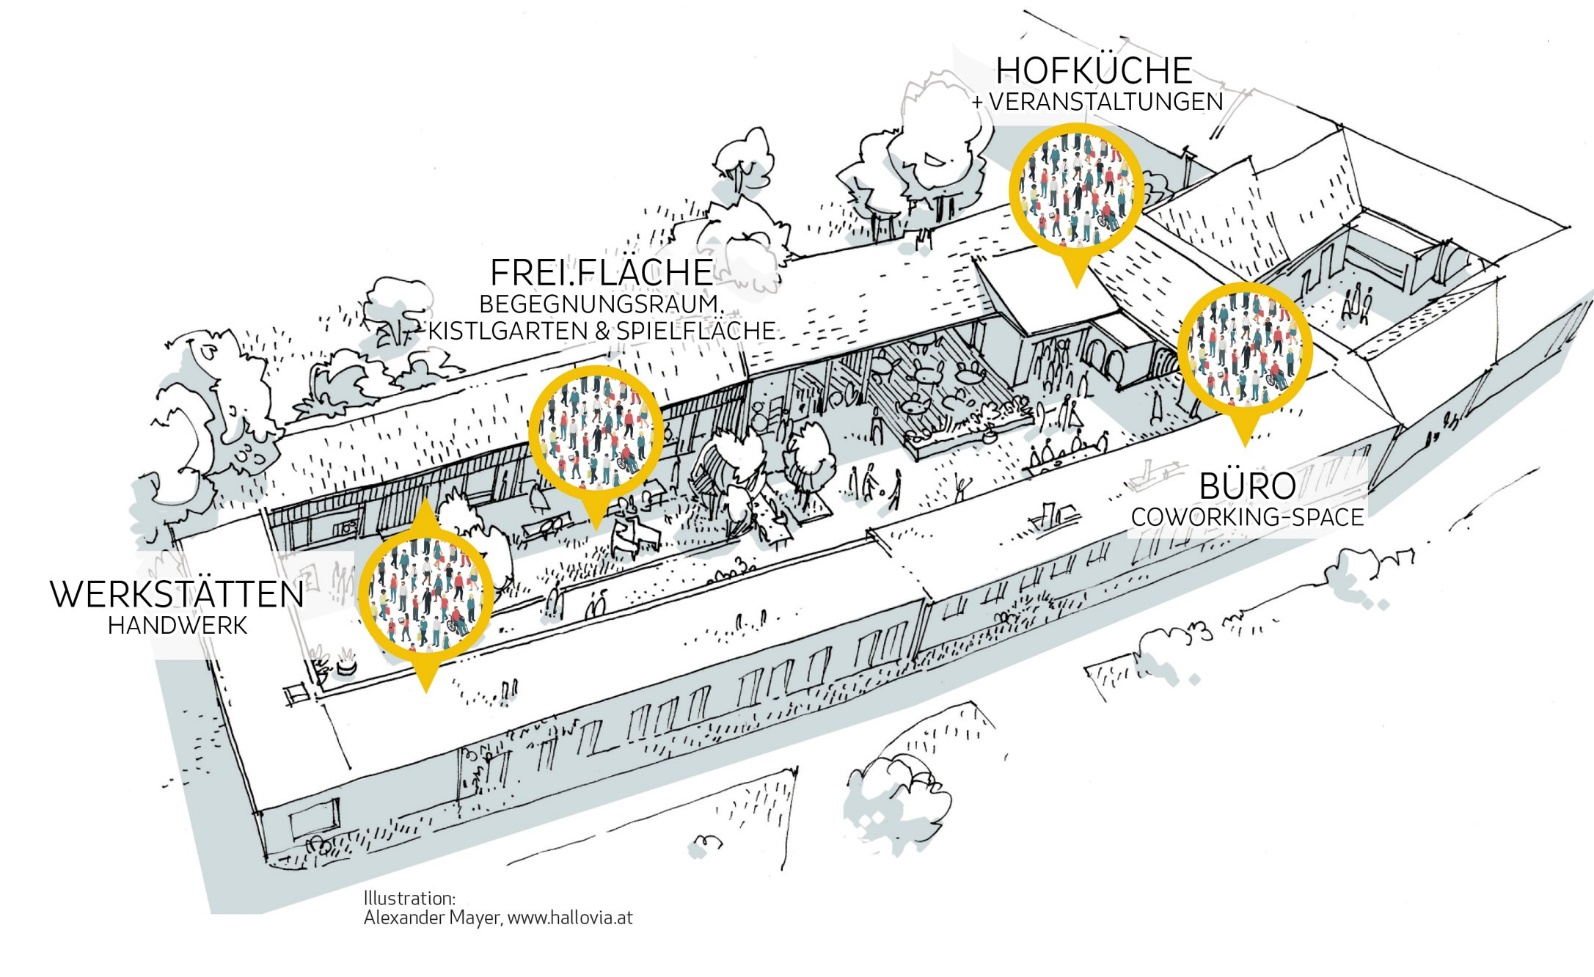 HOFKÜCHE
+ VERANSTALTUNGEN
FREI.FLÄCHE
BEGEGNUNGSRAUM.
KISTLGARTEN & SPIELFLÄCHE
BÜRO
COWORKING-SPACE
WERKSTÄTTEN
HANDWERK
Illustration:
Alexander Mayer, www.hallovia.at